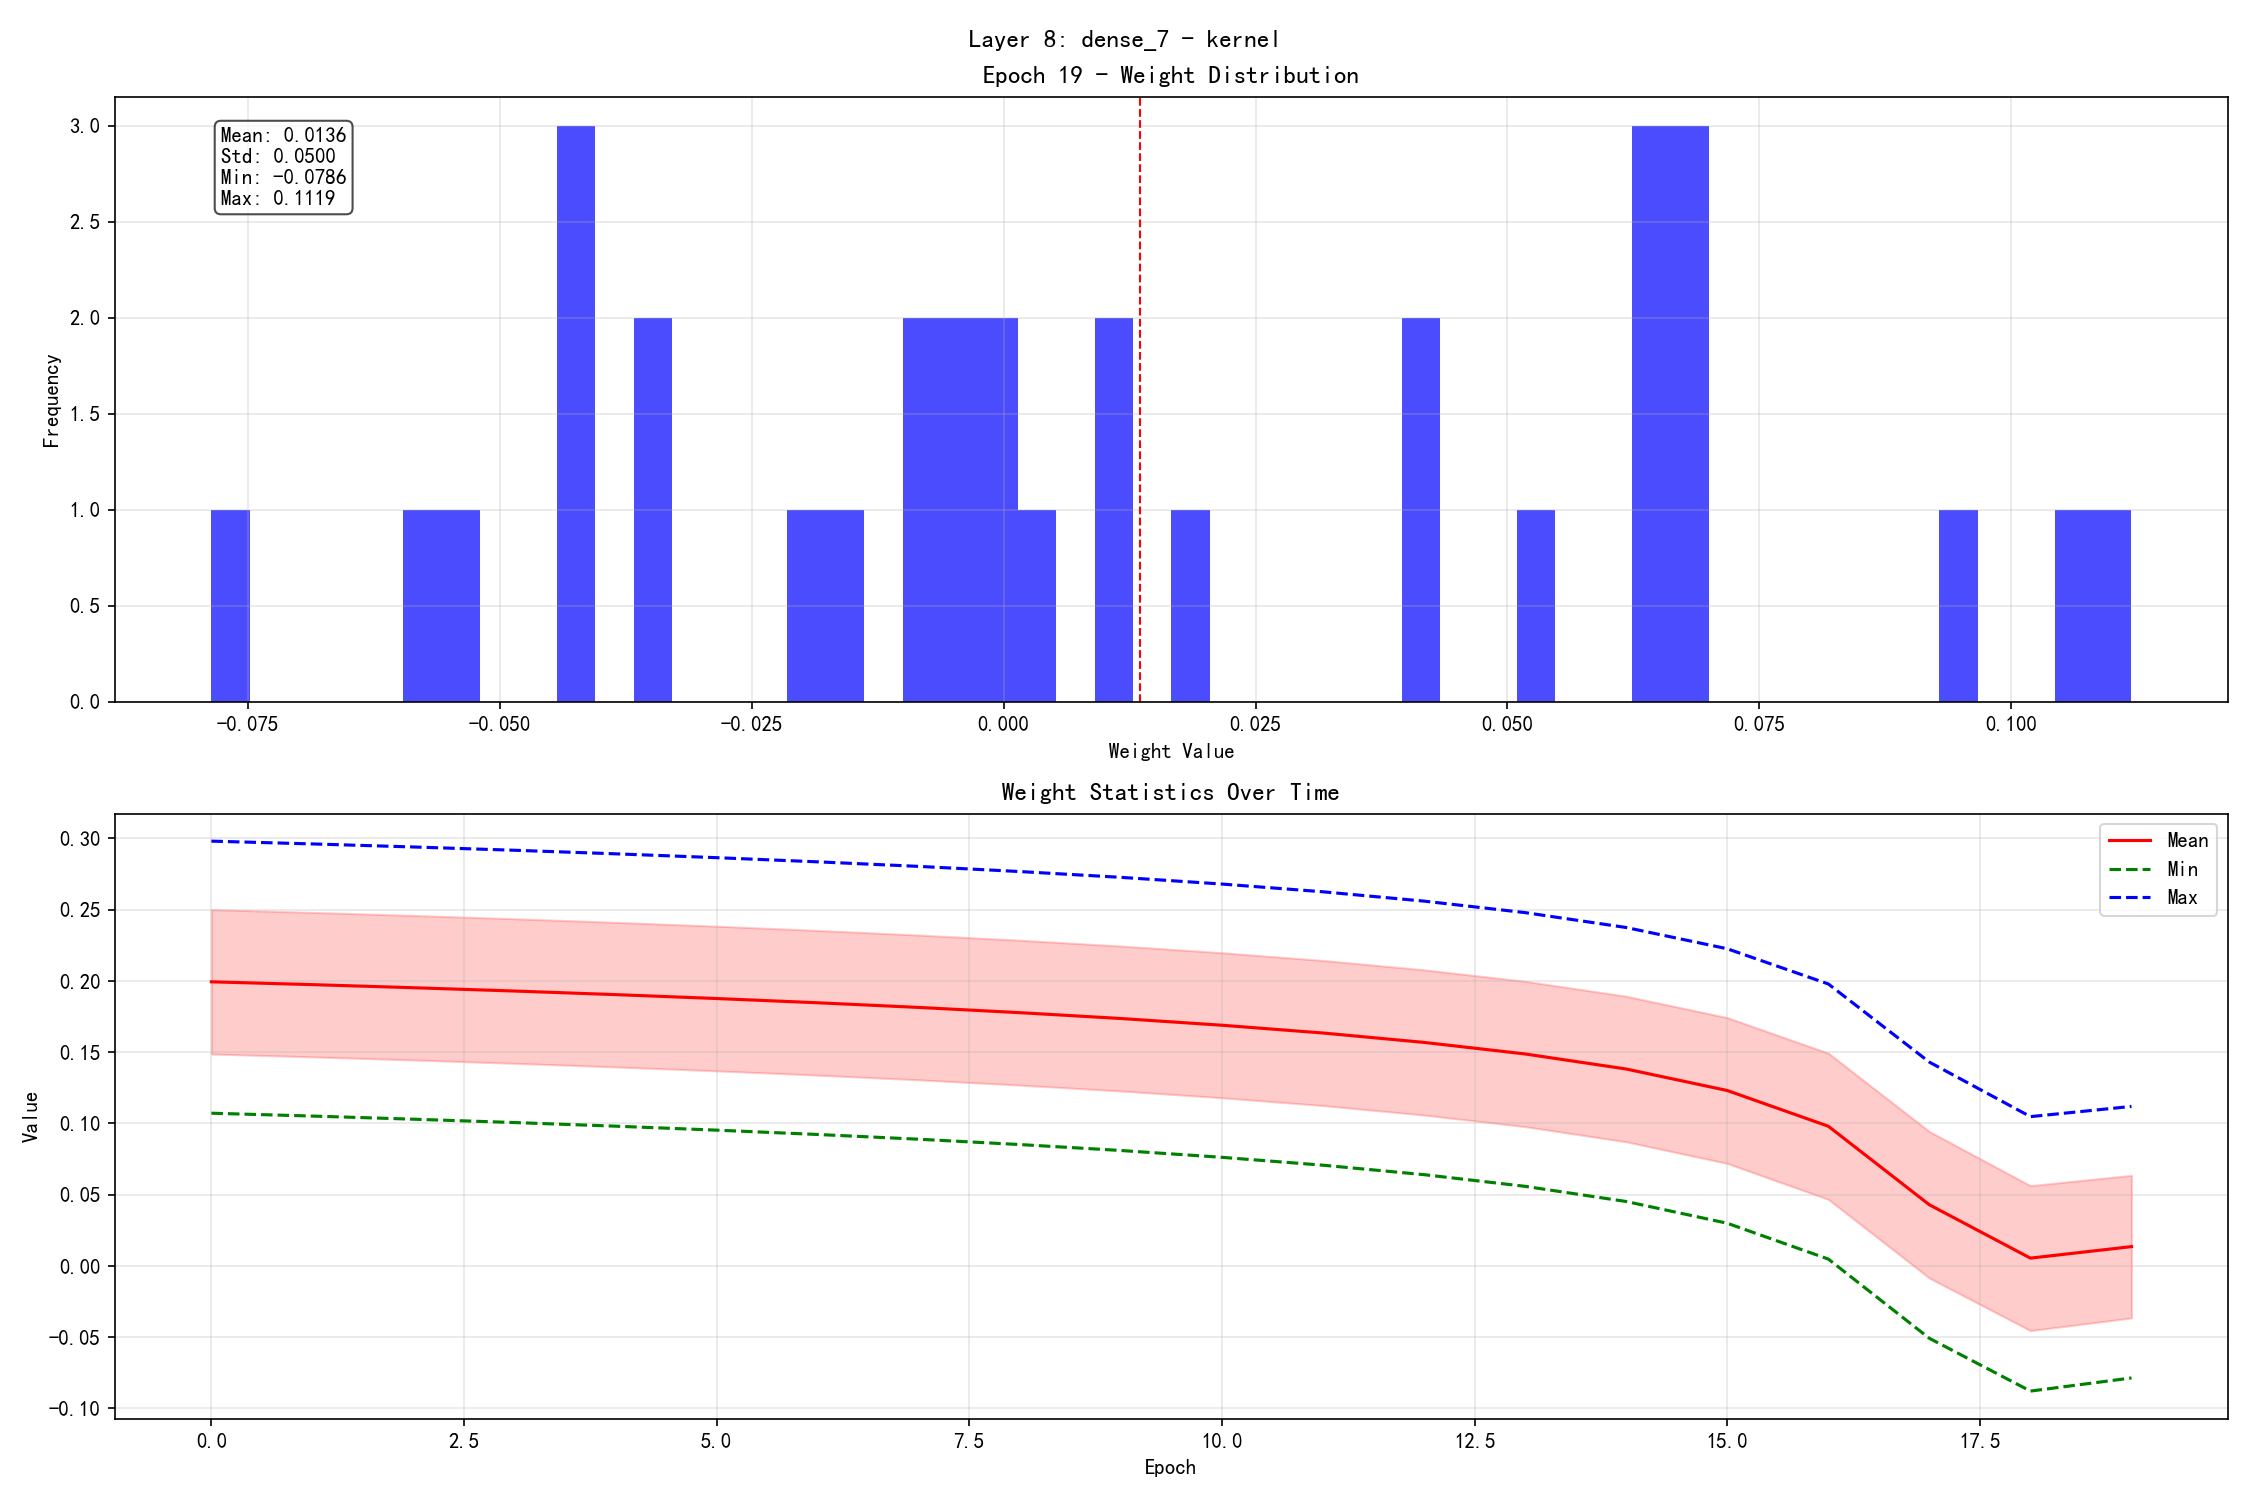 Layer 8: dense_7 − kernel
Epoch 19 − Weight Distribution
3.0
2.5
2.0
1.5
1.0
0.5
0.0
Frequency
Mean: 0.0136
Std: 0.0500
Min: −0.0786
Max: 0.1119
−0.075 −0.050 −0.025 0.000 0.025 0.050 0.075 0.100
Weight Value
Weight Statistics Over Time
0.30
0.25
0.20
0.15
0.10
0.05
0.00
−0.05
−0.10
Value
Mean
Min
Max
0.0 2.5 5.0 7.5 10.0 12.5 15.0 17.5
Epoch